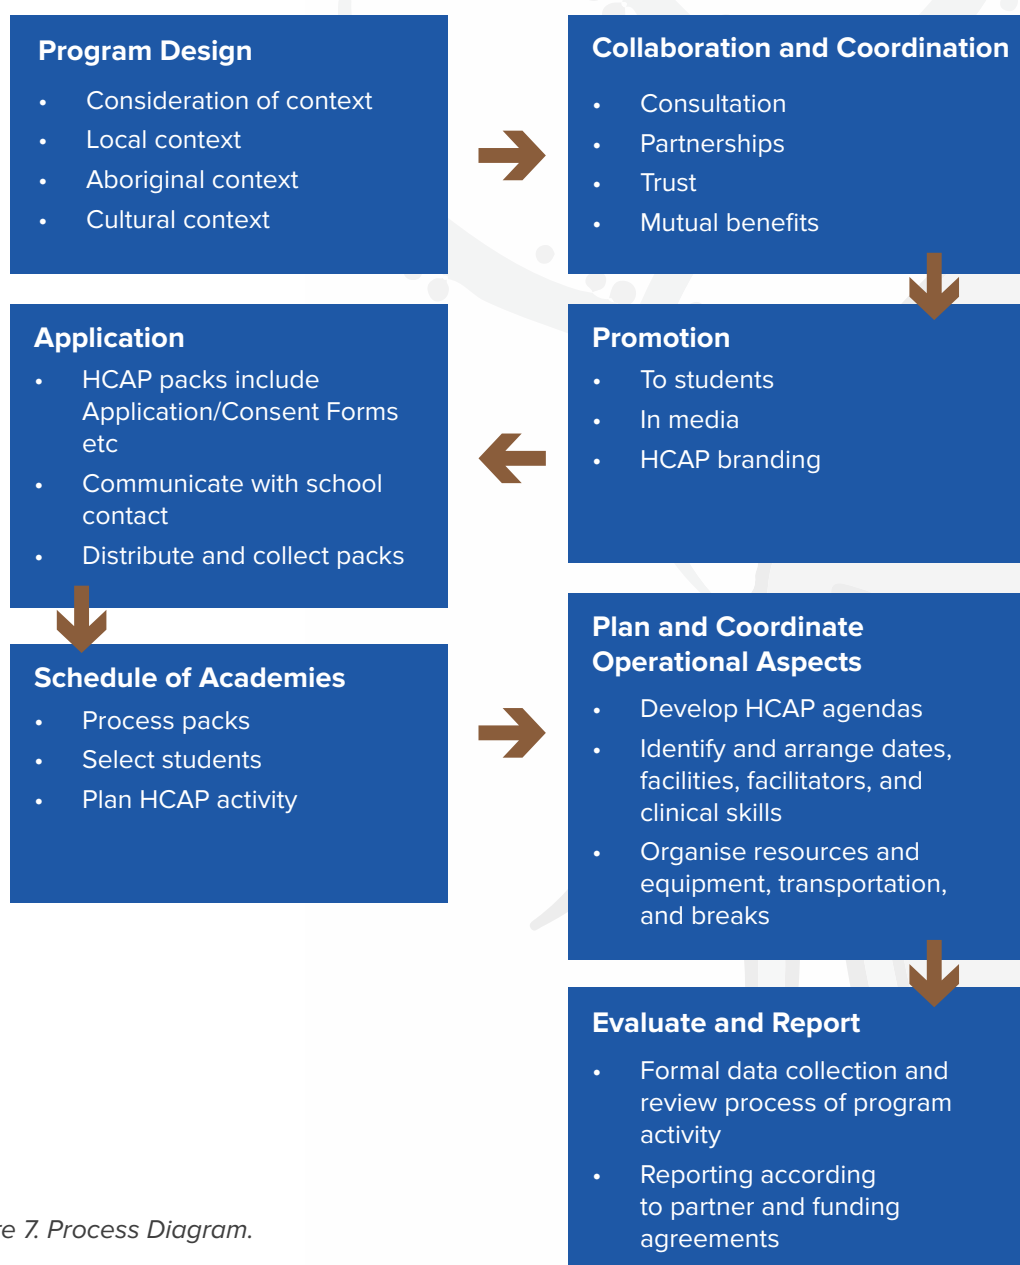 Program Design
• Consideration of context
• Local context
• Aboriginal context
• Cultural context
Collaboration and Coordination
• Consultation
• Partnerships
• Trust
• Mutual benefits
Promotion
• To students
• In media
• HCAP branding
Application
• HCAP packs include
Application/Consent Forms
etc
• Communicate with school
contact
• Distribute and collect packs
Schedule of Academies
• Process packs
• Select students
• Plan HCAP activity
Plan and Coordinate
Operational Aspects
• Develop HCAP agendas
• Identify and arrange dates,
facilities, facilitators, and
clinical skills
• Organise resources and
equipment, transportation,
and breaks
Evaluate and Report
• Formal data collection and
review process of program
activity
• Reporting according
to partner and funding
agreements
7. Process Diagram.